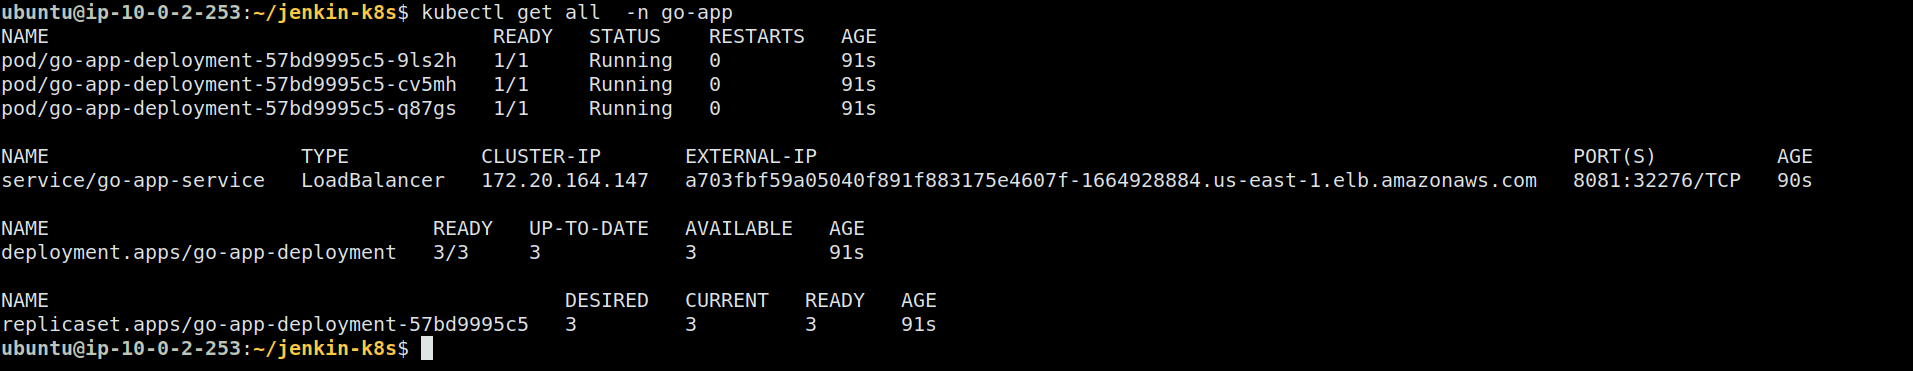 ubuntu@ip-10-0-2-253:~/jenkin-k8s$ kubectl get all  -n go-app
NAME                                     READY   STATUS    RESTARTS   AGE
pod/go-app-deployment-57bd9995c5-9ls2h   1/1     Running   0          91s
pod/go-app-deployment-57bd9995c5-cv5mh   1/1     Running   0          91s
pod/go-app-deployment-57bd9995c5-q87gs   1/1     Running   0          91s
NAME                     TYPE           CLUSTER-IP       EXTERNAL-IP                                                               PORT(S)          AGE
service/go-app-service   LoadBalancer   172.20.164.147   a703fbf59a05040f891f883175e4607f-1664928884.us-east-1.elb.amazonaws.com   8081:32276/TCP   90s
NAME                                READY   UP-TO-DATE   AVAILABLE   AGE
deployment.apps/go-app-deployment   3/3     3            3           91s
NAME                                           DESIRED   CURRENT   READY   AGE
replicaset.apps/go-app-deployment-57bd9995c5   3         3         3       91s
ubuntu@ip-10-0-2-253:~/jenkin-k8s$